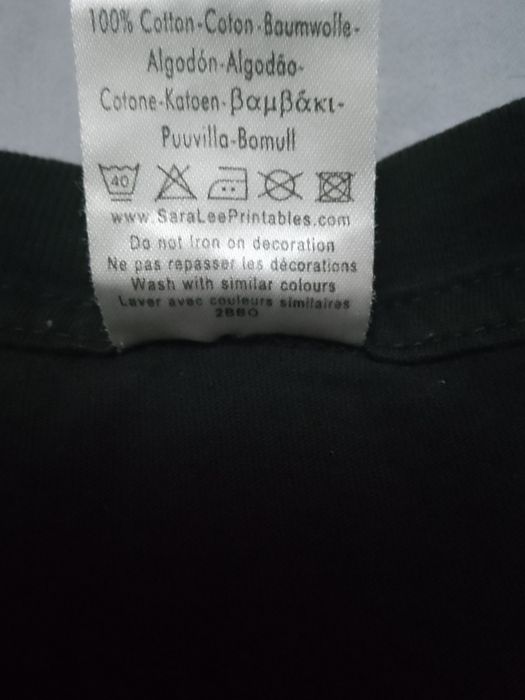 100% Cotton-Coton-Baumwolle-
Algodón-Algodão-
Cotone-Katoen-βαμβάκι-
Puuvilla-Bomull
40
www.SaraLeePrintables.com
Do not iron on decoration
Ne pas repasser les décorations
Wash with similar colours
Laver avec couleurs similaires